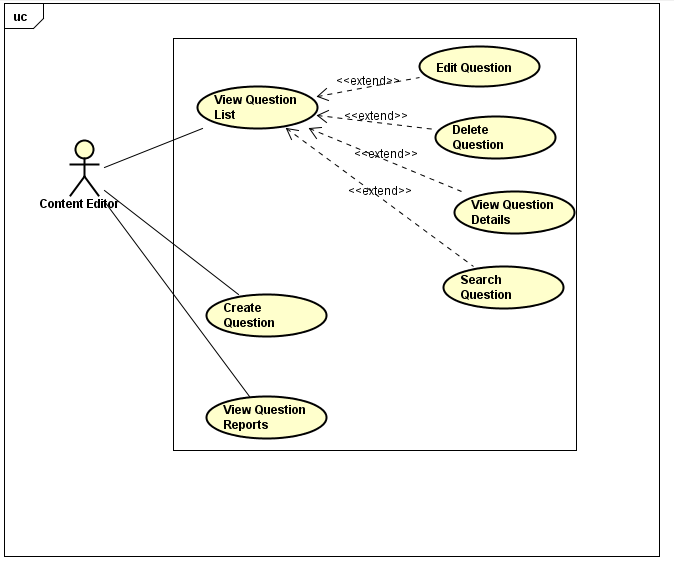 uc
Edit Question
<<extend>>
View Question
List
<<extend>>
Delete
Question
<<extend>>
<<extend>>
View Question
Details
Content Editor
Search
Question
Create
Question
View Question
Reports